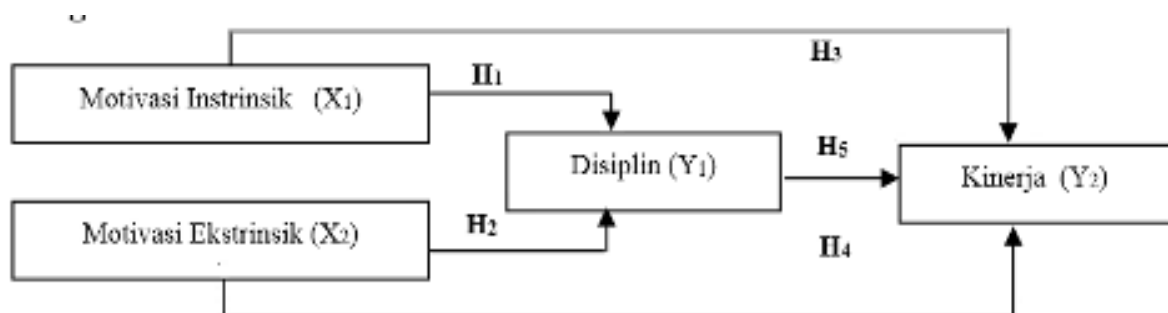 H3
Motivasi Instrinsik (X1)
H1
Disiplin (Y1)
H5
Kinerja (Y2)
Motivasi Ekstrinsik (X2)
H2
H4